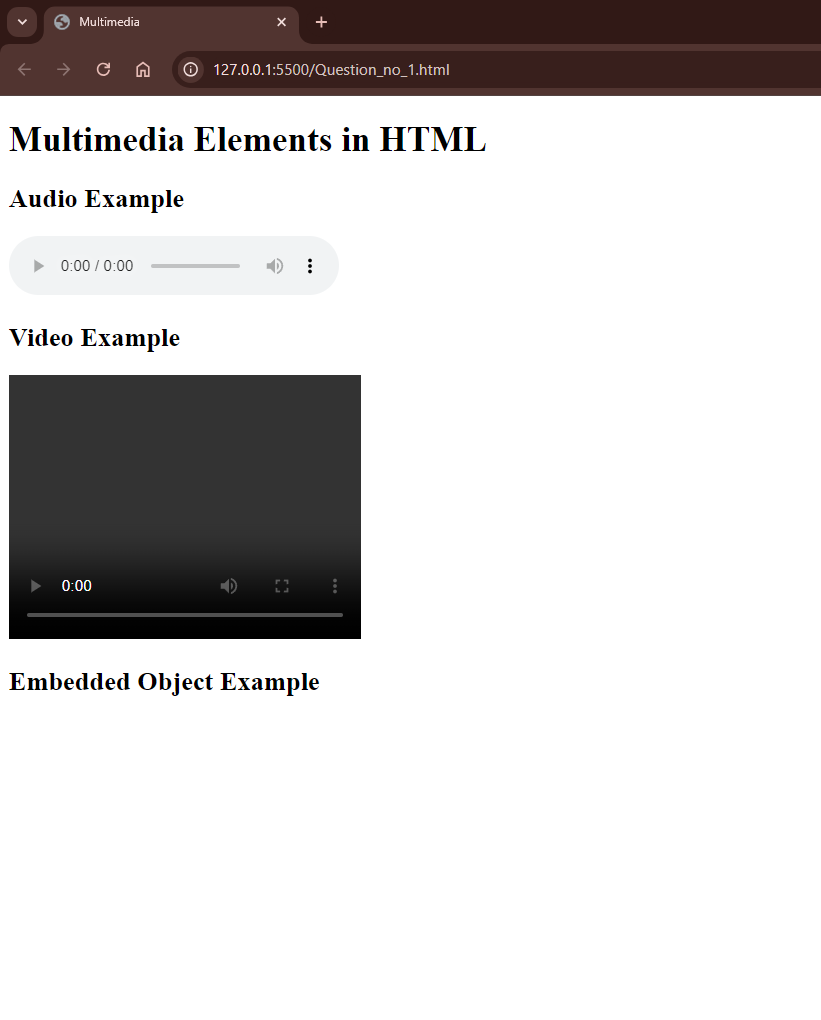 Multimedia
127.0.0.1:5500/Question_no_1.html
Multimedia Elements in HTML
Audio Example
0:00 / 0:00
Video Example
0:00
Embedded Object Example